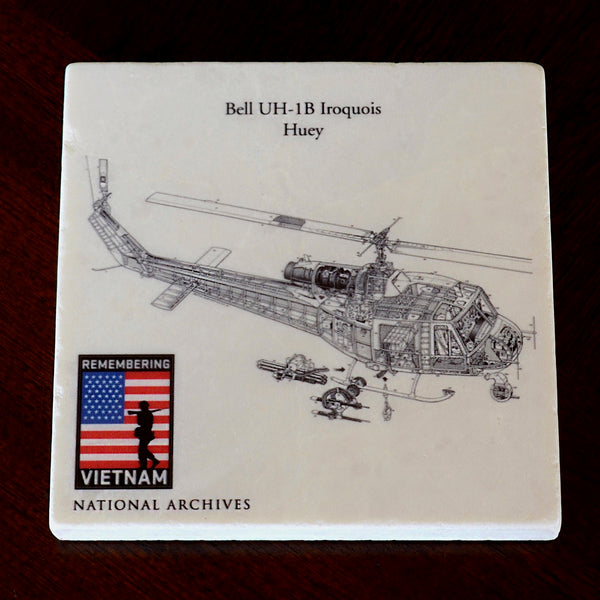 Bell UH-1B Iroquois
Huey
REMEMBERING
VIETNAM
NATIONAL ARCHIVES